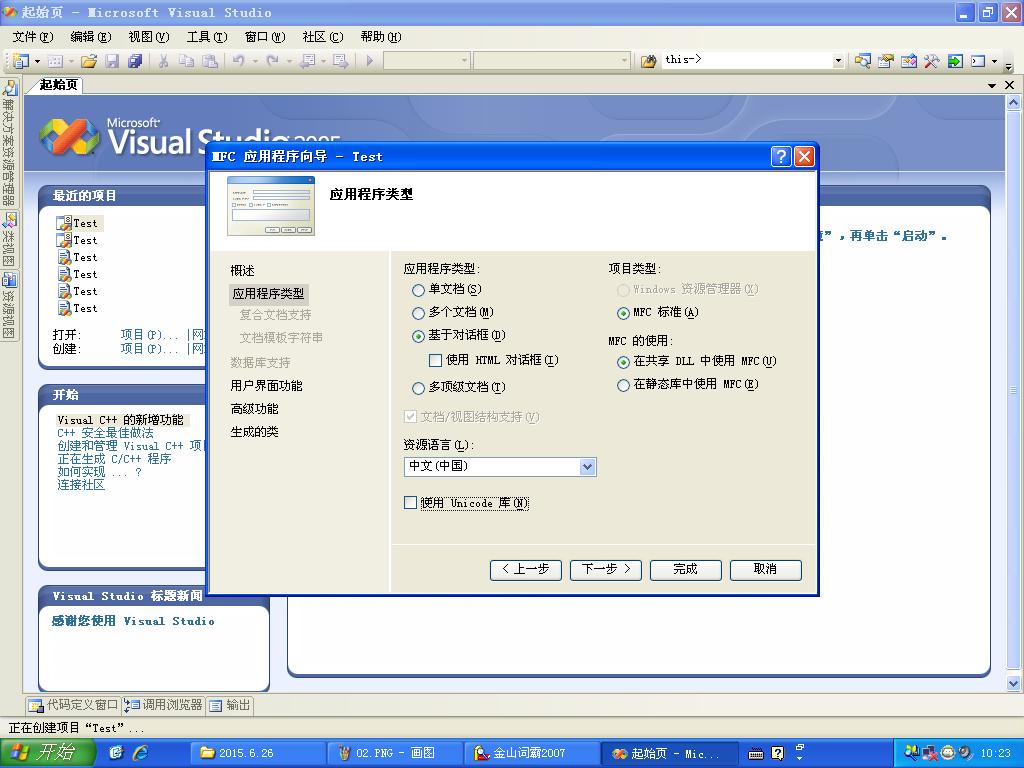 起始页 - Microsoft Visual Studio
文件(F) 编辑(E) 视图(V) 工具(T) 窗口(W) 社区(C) 帮助(H)
this->
起始页
解决方案资源管理器
类视图
资源视图
Microsoft
Visual Studio 2005
最近的项目
Test
Test
Test
Test
Test
Test
打开: 项目(P)... |网
创建: 项目(P)... |网
开始
Visual C++ 的新增功能
C++ 安全最佳做法
创建和管理 Visual C++ 项
正在生成 C/C++ 程序
如何实现 ... ?
连接社区
Visual Studio 标题新闻
感谢您使用 Visual Studio
”,再单击“启动”。
MFC 应用程序向导 - Test
应用程序类型
概述
应用程序类型
复合文档支持
文档模板字符串
数据库支持
用户界面功能
高级功能
生成的类
应用程序类型:
单文档(S)
多个文档(M)
基于对话框(D)
使用 HTML 对话框(I)
多顶级文档(T)
文档/视图结构支持(V)
资源语言(L):
中文(中国)
使用 Unicode 库(N)
项目类型:
Windows 资源管理器(X)
MFC 标准(A)
MFC 的使用:
在共享 DLL 中使用 MFC(U)
在静态库中使用 MFC(E)
< 上一步 下一步 > 完成 取消
代码定义窗口 调用浏览器 输出
正在创建项目“Test”...
开始 2015.6.26 02.PNG - 画图 金山词霸2007 起始页 - Mic... 10:23